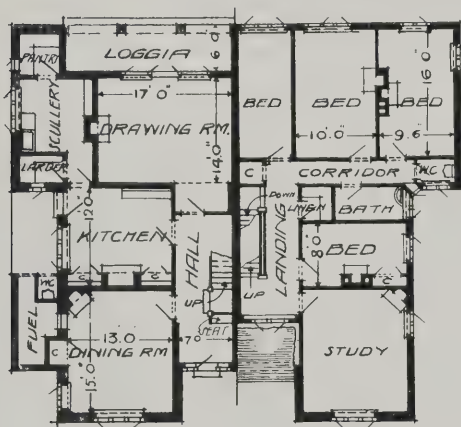 LOGGIA
6'0"
PANTRY
SCULLERY
LARDER
17'0"
DRAWING RM.
14'0"
12'0"
KITCHEN
C
C
HALL
UP
SEAT
7'0"
WC
FUEL
C
13.0
DINING RM
15'.0"
BED
BED
10'.0"
BED
16'0"
9'.6"
C
CORRIDOR
WC
DOWN
LINEN
BATH
LANDING
UP
8'0
BED
C
STUDY